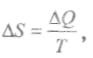 ΔS = ΔQ/T,